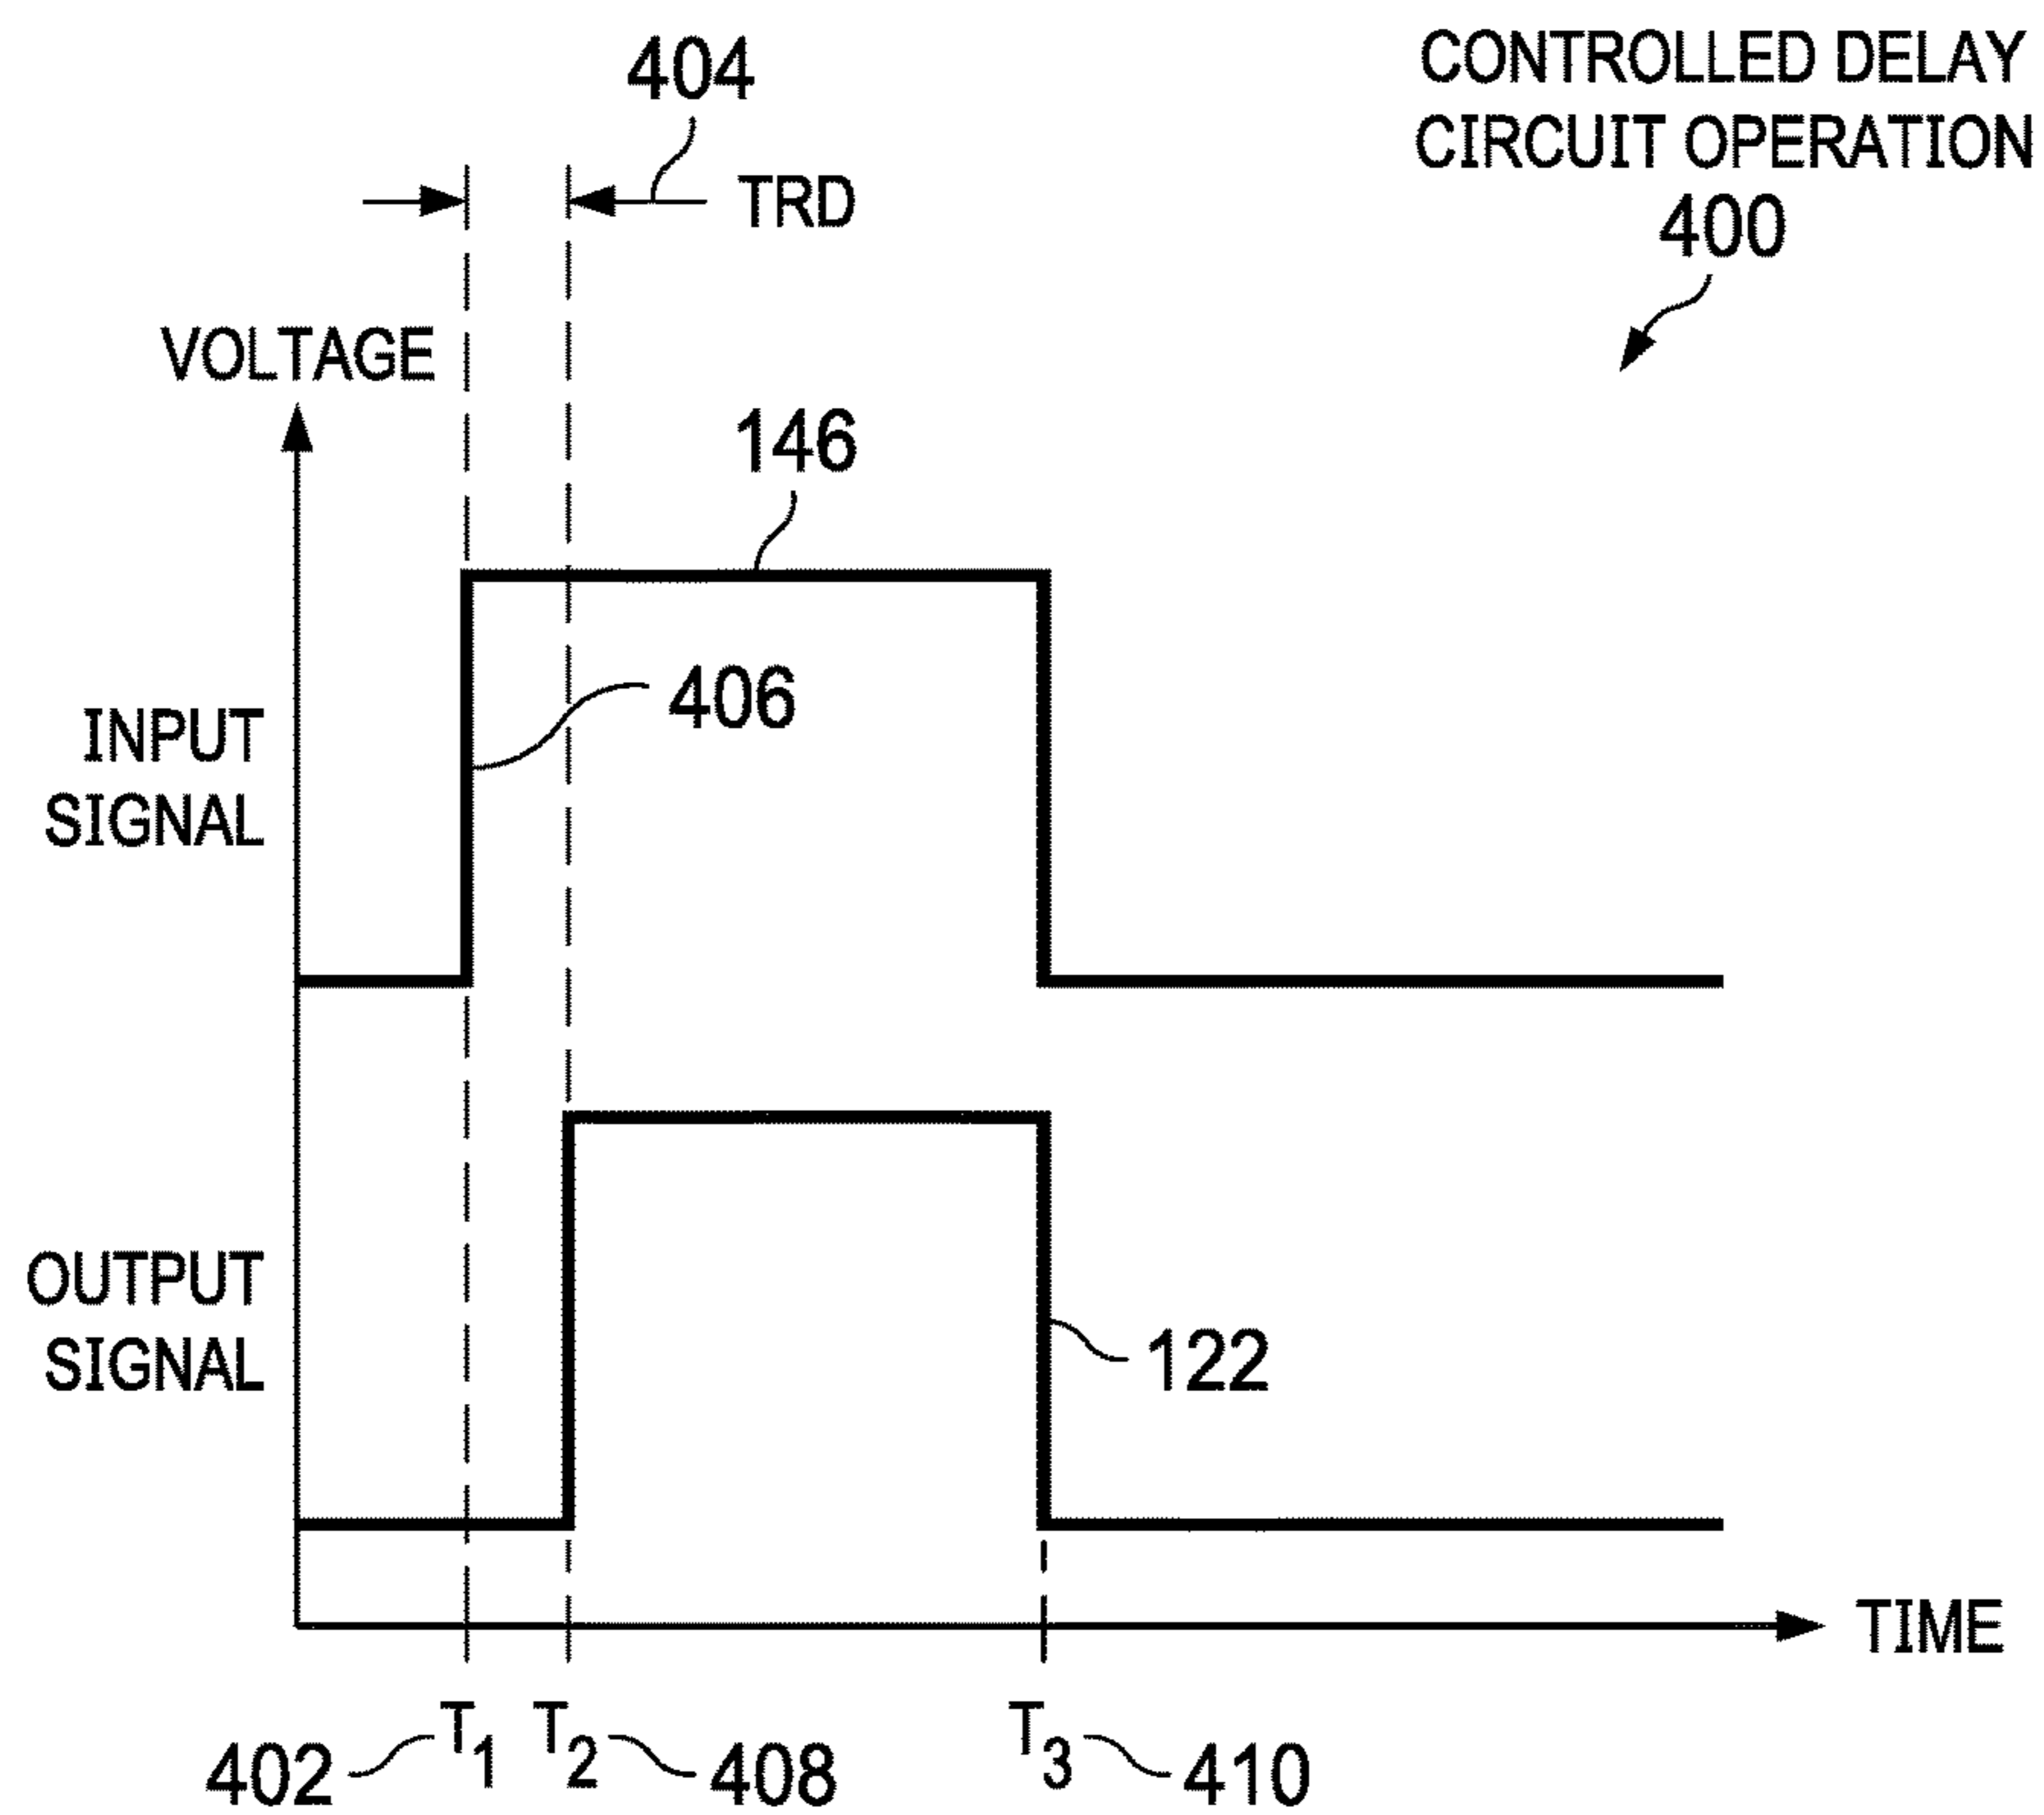 CONTROLLED DELAY
CIRCUIT OPERATION
400
404
TRD
VOLTAGE
146
406
INPUT
SIGNAL
OUTPUT
SIGNAL
122
TIME
402 T1 T2 408 T3 410